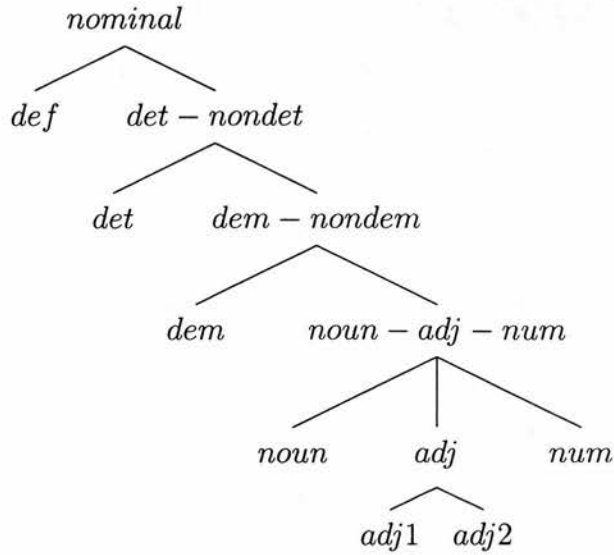 nominal
def det − nondet
det dem − nondem
dem noun − adj − num
noun adj num
adj1 adj2